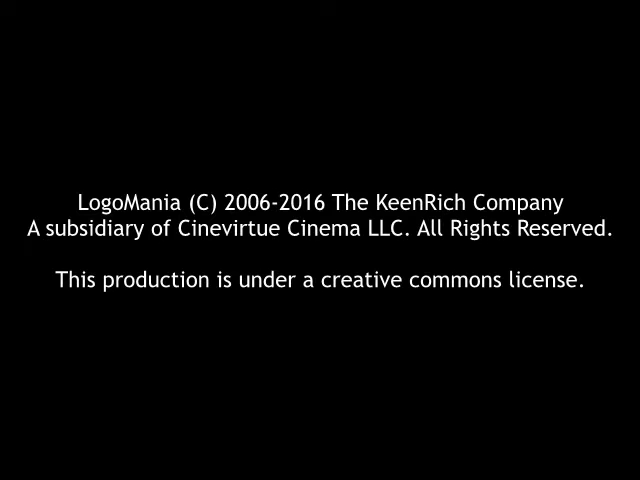 LogoMania (C) 2006-2016 The KeenRich Company
A subsidiary of Cinevirtue Cinema LLC. All Rights Reserved.
This production is under a creative commons license.